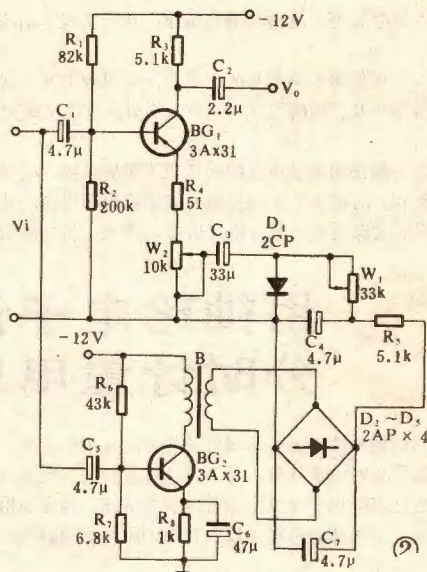 -12V
R₁
82k
R₃
5.1k
C₂
2.2μ
V₀
C₁
4.7μ
BG₁
3Ax31
R₂
200k
R₄
51
Vi
W₂
10k
C₃
33μ
D₁
2CP
W₁
33k
-12V
C₄
4.7μ
R₅
5.1k
B
R₆
43k
D₂~D₅
2AP×4
C₅
4.7μ
BG₂
3Ax31
R₇
6.8k
R₈
1k
C₆
47μ
C₇
4.7μ
②